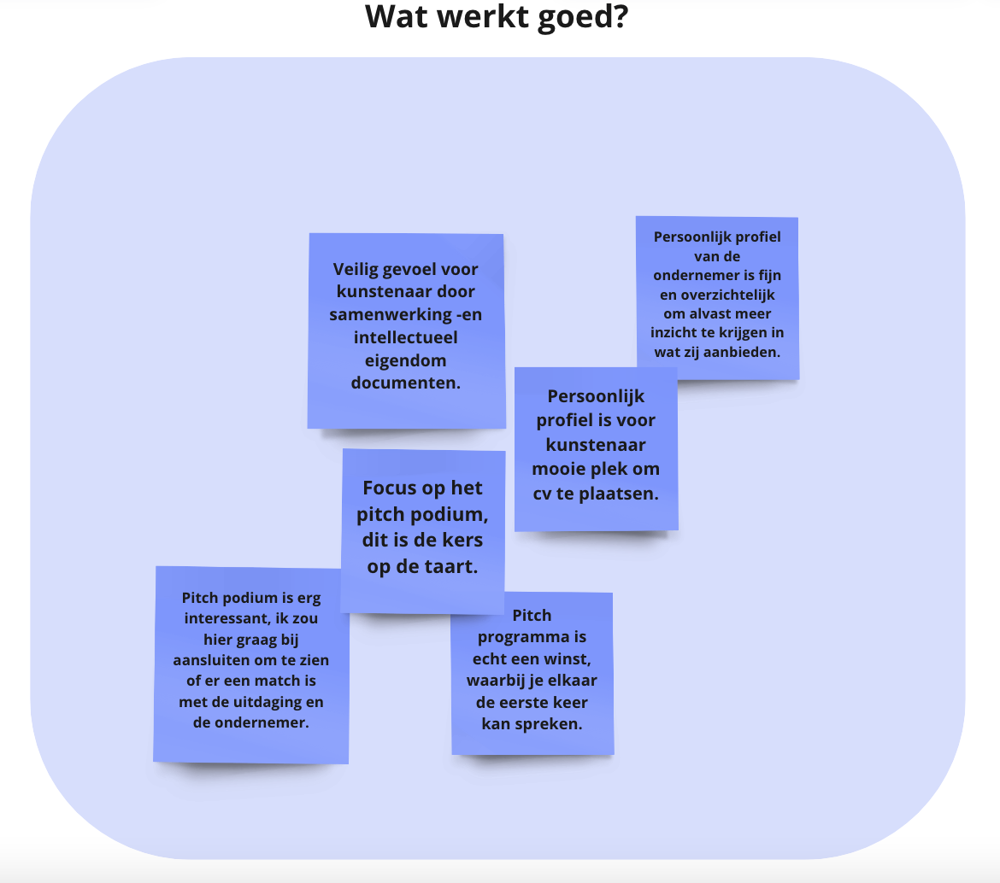 Wat werkt goed?
Veilig gevoel voor
kunstenaar door
samenwerking -en
intellectueel
eigendom
documenten.
Persoonlijk profiel
van de
ondernemer is fijn
en overzichtelijk
om alvast meer
inzicht te krijgen in
wat zij aanbieden.
Persoonlijk
profiel is voor
kunstenaar
mooie plek om
cv te plaatsen.
Focus op het
pitch podium,
dit is de kers
op de taart.
Pitch podium is erg
interessant, ik zou
hier graag bij
aansluiten om te zien
of er een match is
met de uitdaging en
de ondernemer.
Pitch
programma is
echt een winst,
waarbij je elkaar
de eerste keer
kan spreken.